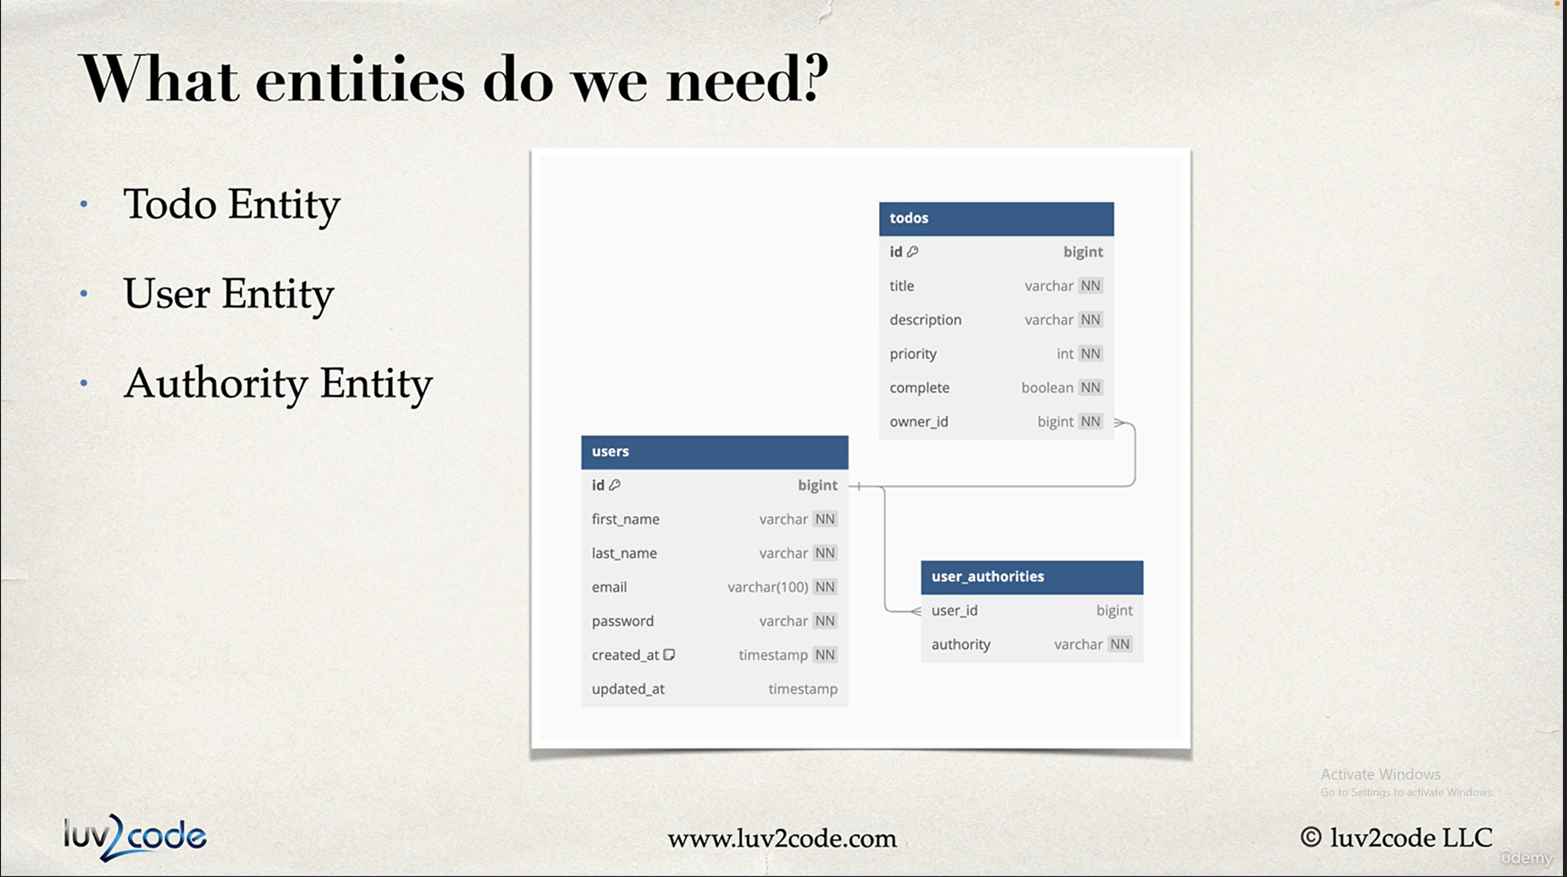 What entities do we need?
• Todo Entity
• User Entity
• Authority Entity
todos
id bigint
title varchar NN
description varchar NN
priority int NN
complete boolean NN
owner_id bigint NN
users
id bigint
first_name varchar NN
last_name varchar NN
email varchar(100) NN
password varchar NN
created_at timestamp NN
updated_at timestamp
user_authorities
user_id bigint
authority varchar NN
Activate Windows
Go to Settings to activate Windows.
luv2code
www.luv2code.com
© luv2code LLC
ûdemy